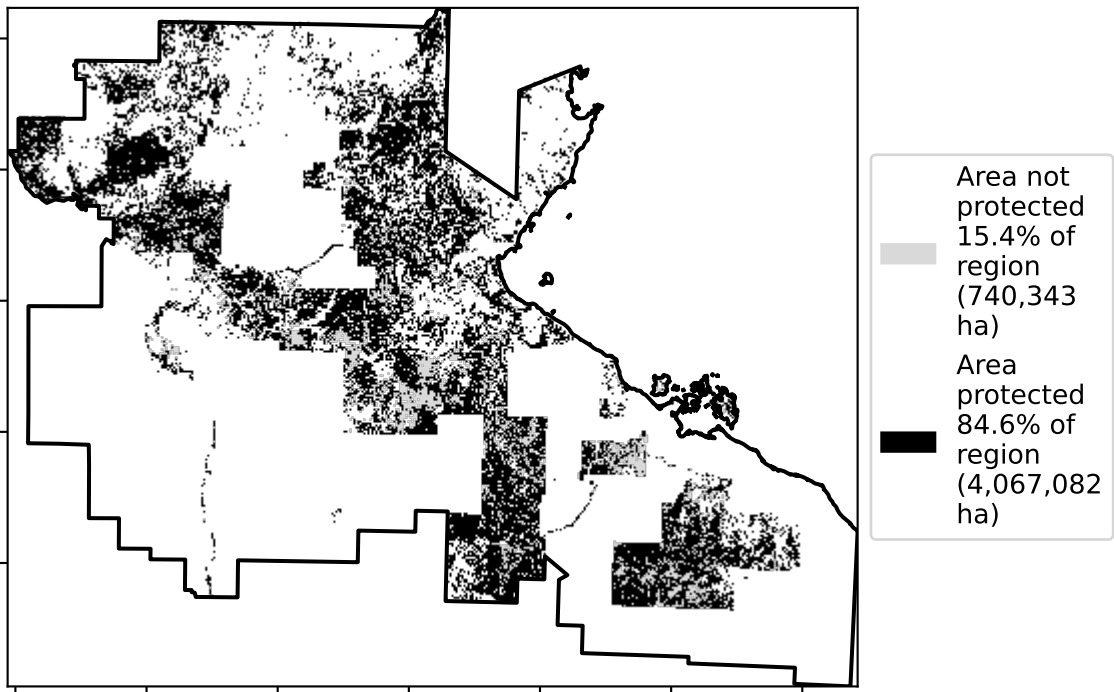 Area not
protected
15.4% of
region
(740,343
ha)
Area
protected
84.6% of
region
(4,067,082
ha)